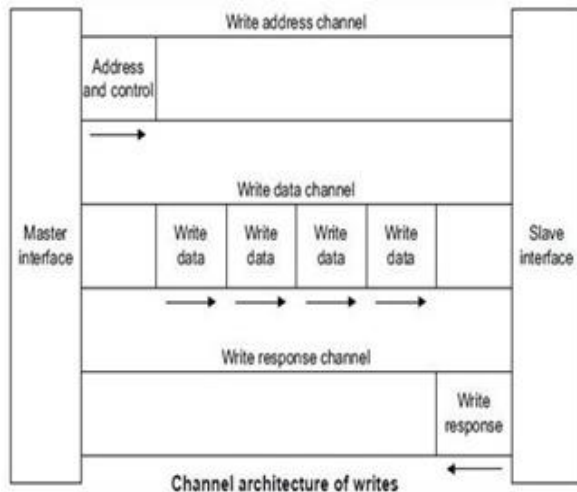 Write address channel
Address
and control
Write data channel
Master
interface
Write
data
Write
data
Write
data
Write
data
Slave
interface
Write response channel
Write
response
Channel architecture of writes